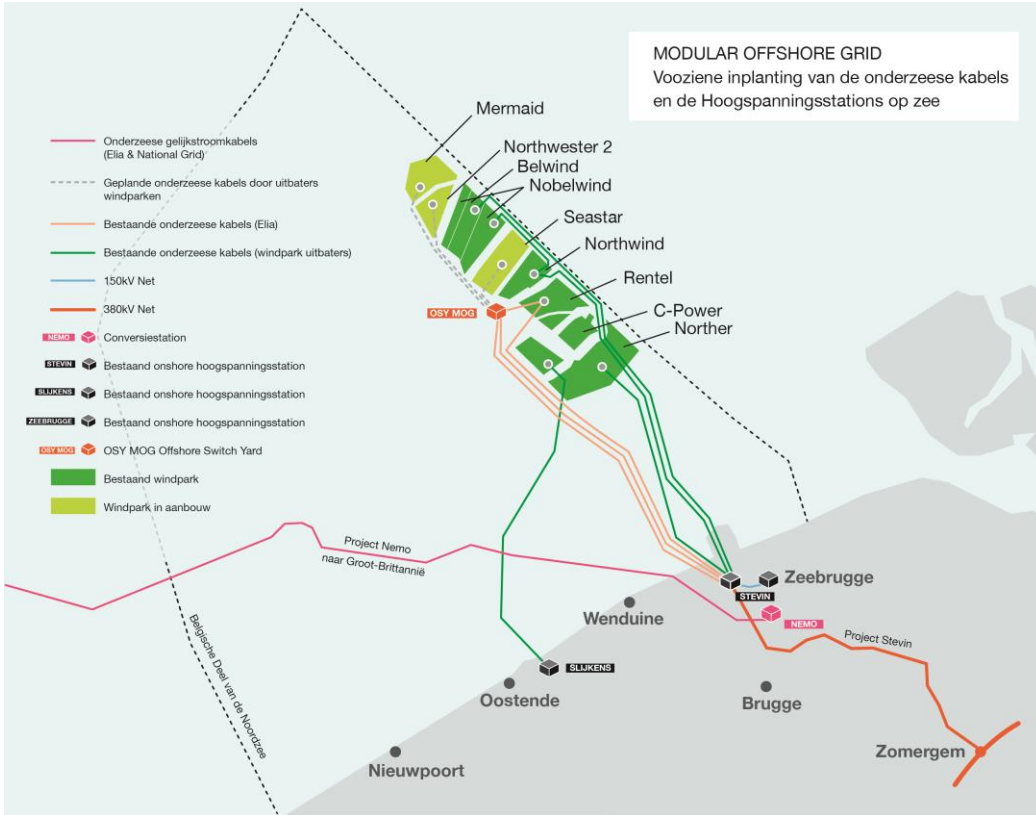 MODULAR OFFSHORE GRID
Vooziene inplanting van de onderzeese kabels
en de Hoogspanningsstations op zee
Mermaid
Northwester 2
Belwind
Nobelwind
Seastar
Northwind
Rentel
C-Power
Norther
Onderzeese gelijkstroomkabels
(Elia & National Grid)
Geplande onderzeese kabels door uitbaters
windparken
Bestaande onderzeese kabels (Elia)
Bestaande onderzeese kabels (windpark uitbaters)
150kV Net
380kV Net
NEMO Conversiestation
STEVIN Bestaand onshore hoogspanningsstation
SLIJKENS Bestaand onshore hoogspanningsstation
ZEEBRUGGE Bestaand onshore hoogspanningsstation
OSY MOG OSY MOG Offshore Switch Yard
Bestaand windpark
Windpark in aanbouw
OSY MOG
Project Nemo
naar Groot-Brittannië
Belgische Deel van de Noordzee
Zeebrugge
STEVIN
Wenduine
NEMO
Project Stevin
SLIJKENS
Oostende
Brugge
Zomergem
Nieuwpoort